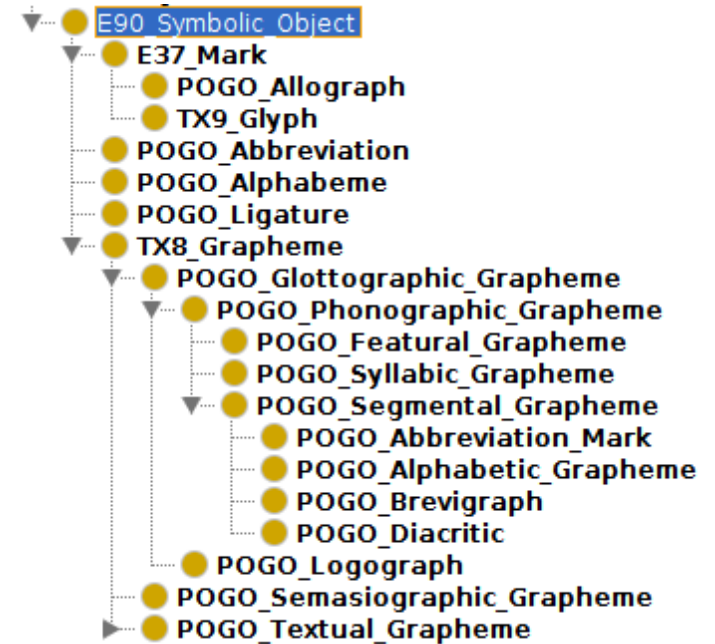 E90_Symbolic_Object
E37_Mark
POGO_Allograph
TX9_Glyph
POGO_Abbreviation
POGO_Alphabeme
POGO_Ligature
TX8_Grapheme
POGO_Glottographic_Grapheme
POGO_Phonographic_Grapheme
POGO_Featural_Grapheme
POGO_Syllabic_Grapheme
POGO_Segmental_Grapheme
POGO_Abbreviation_Mark
POGO_Alphabetic_Grapheme
POGO_Brevigraph
POGO_Diacritic
POGO_Logograph
POGO_Semasiographic_Grapheme
POGO_Textual_Grapheme